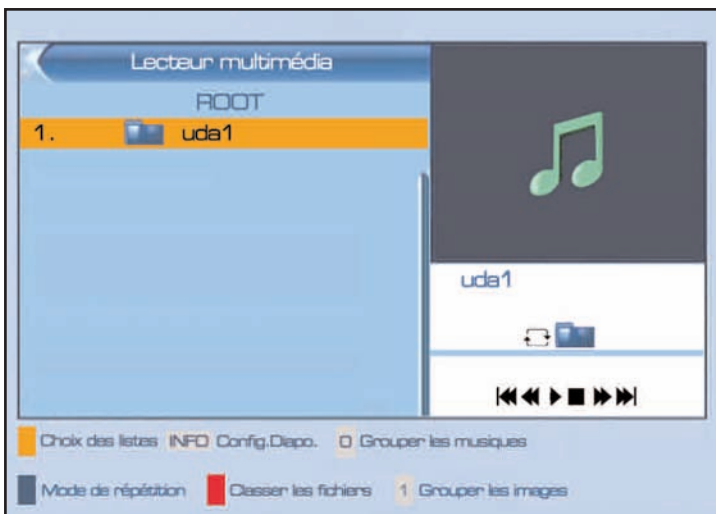 Lecteur multimédia
ROOT
1. uda1
uda1
Choix des listes INFO Config.Diapo. 0 Grouper les musiques
Mode de répétition Classer les fichiers 1 Grouper les images